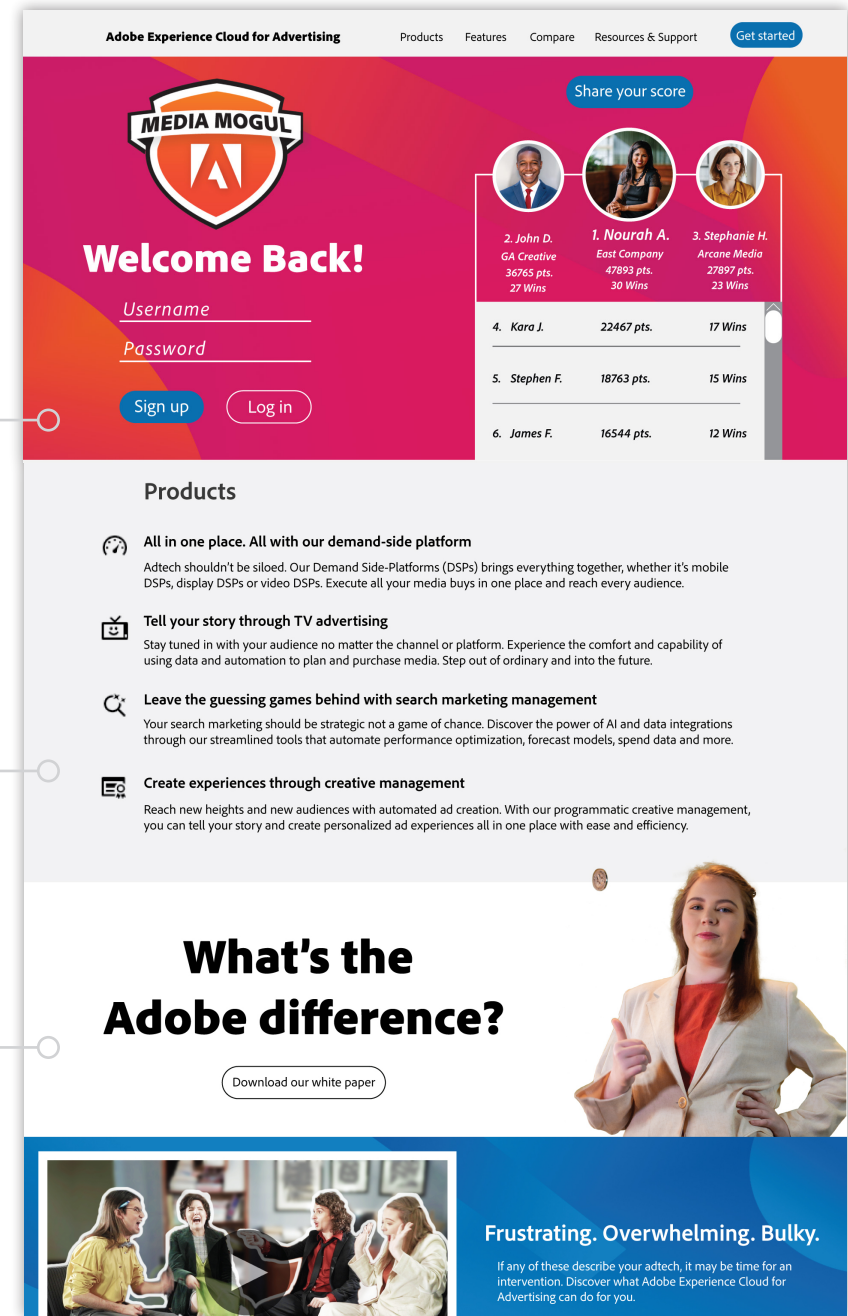 Adobe Experience Cloud for Advertising
Products
Features
Compare
Resources & Support
Get started
MEDIA MOGUL
Welcome Back!
Username
Password
Sign up
Log in
Share your score
2. John D.
GA Creative
36765 pts.
27 Wins
1. Nourah A.
East Company
47893 pts.
30 Wins
3. Stephanie H.
Arcane Media
27897 pts.
23 Wins
4. Kara J. 22467 pts. 17 Wins
5. Stephen F. 18763 pts. 15 Wins
6. James F. 16544 pts. 12 Wins
Products
All in one place. All with our demand-side platform
Adtech shouldn't be siloed. Our Demand Side-Platforms (DSPs) brings everything together, whether it's mobile
DSPs, display DSPs or video DSPs. Execute all your media buys in one place and reach every audience.
Tell your story through TV advertising
Stay tuned in with your audience no matter the channel or platform. Experience the comfort and capability of
using data and automation to plan and purchase media. Step out of ordinary and into the future.
Leave the guessing games behind with search marketing management
Your search marketing should be strategic not a game of chance. Discover the power of AI and data integrations
through our streamlined tools that automate performance optimization, forecast models, spend data and more.
Create experiences through creative management
Reach new heights and new audiences with automated ad creation. With our programmatic creative management,
you can tell your story and create personalized ad experiences all in one place with ease and efficiency.
What's the
Adobe difference?
Download our white paper
Frustrating. Overwhelming. Bulky.
If any of these describe your adtech, it may be time for an
intervention. Discover what Adobe Experience Cloud for
Advertising can do for you.